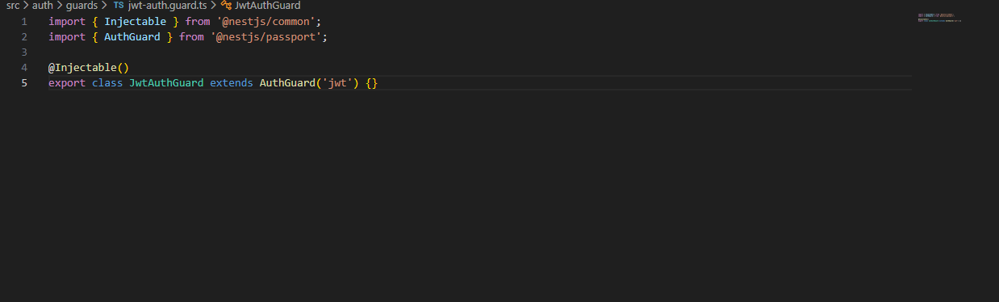 src > auth > guards > TS jwt-auth.guard.ts > JwtAuthGuard
1 import { Injectable } from '@nestjs/common';
2 import { AuthGuard } from '@nestjs/passport';
3
4 @Injectable()
5 export class JwtAuthGuard extends AuthGuard('jwt') {}